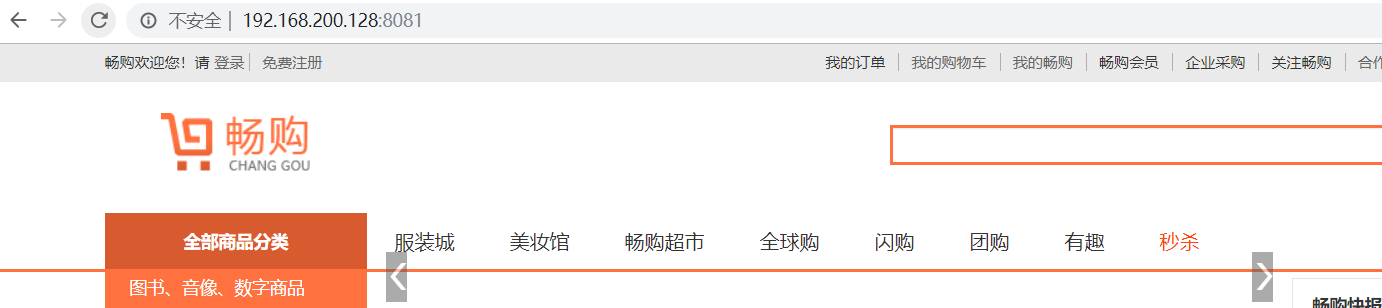 不安全 | 192.168.200.128:8081
畅购欢迎您！请 登录 免费注册 我的订单 我的购物车 我的畅购 畅购会员 企业采购 关注畅购 合作
畅购
CHANG GOU
全部商品分类 服装城 美妆馆 畅购超市 全球购 闪购 团购 有趣 秒杀
图书、音像、数字商品
畅购快报